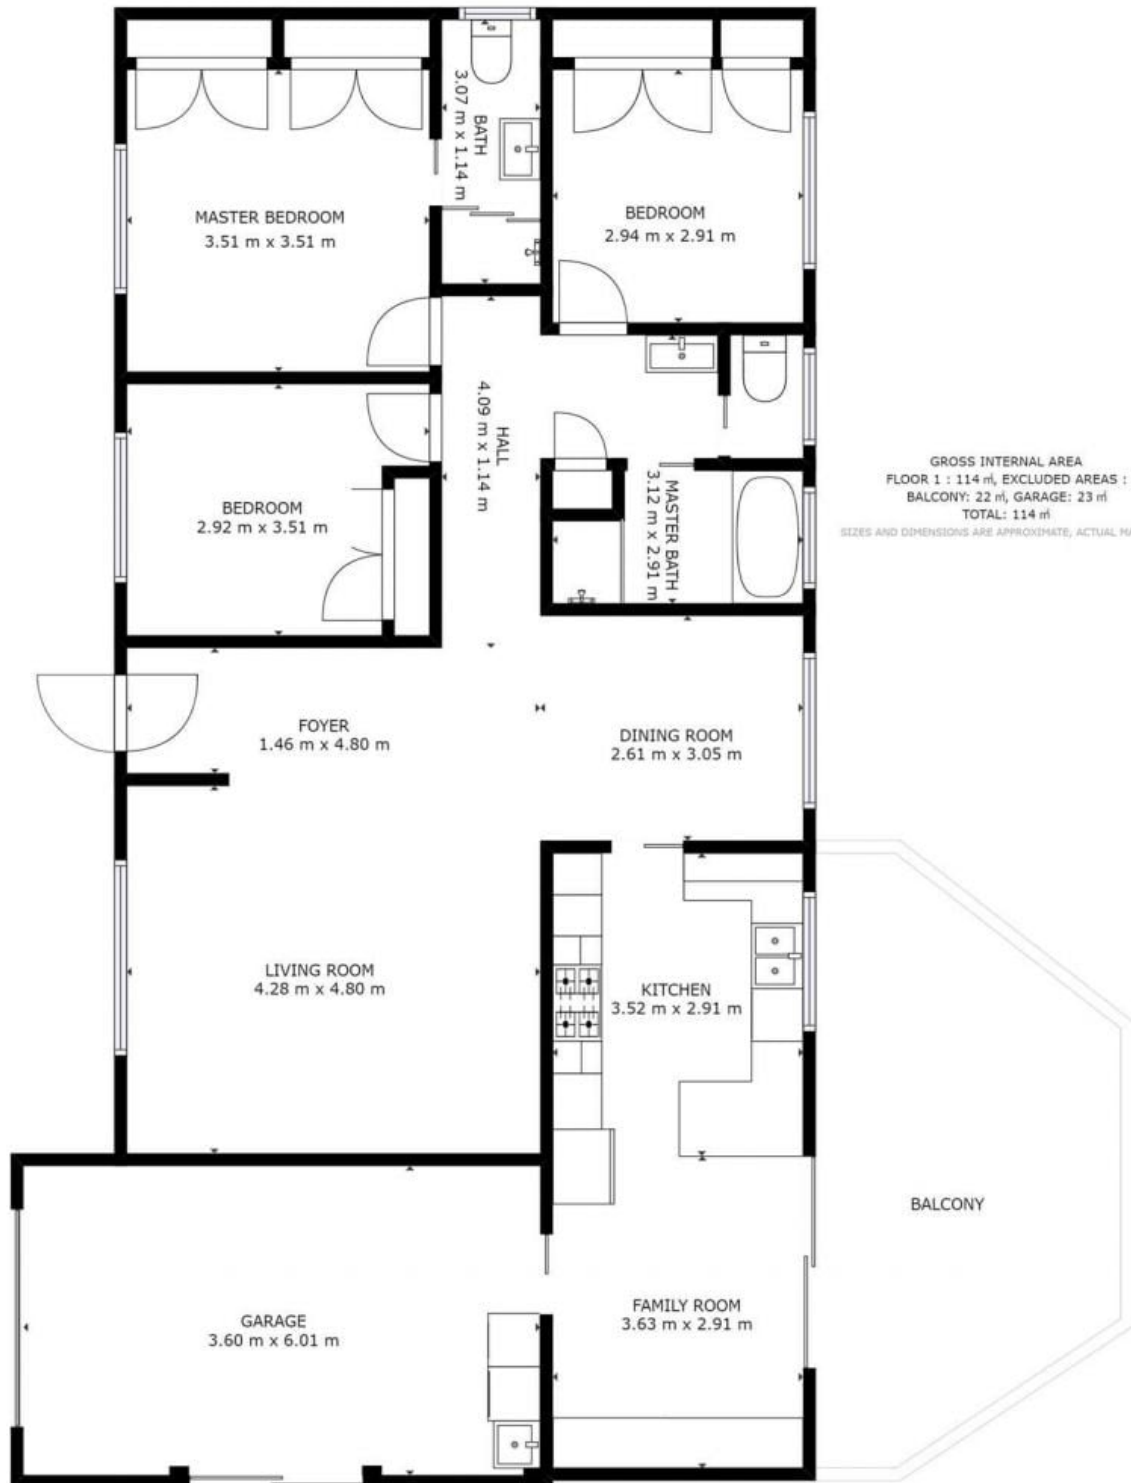 MASTER BEDROOM
3.51 m x 3.51 m
BATH
3.07 m x 1.14 m
BEDROOM
2.94 m x 2.91 m
HALL
4.09 m x 1.14 m
BEDROOM
2.92 m x 3.51 m
MASTER BATH
3.12 m x 2.91 m
GROSS INTERNAL AREA
FLOOR 1 : 114 ㎡, EXCLUDED AREAS :
BALCONY: 22 ㎡, GARAGE: 23 ㎡
TOTAL: 114 ㎡
SIZES AND DIMENSIONS ARE APPROXIMATE, ACTUAL
FOYER
1.46 m x 4.80 m
DINING ROOM
2.61 m x 3.05 m
LIVING ROOM
4.28 m x 4.80 m
KITCHEN
3.52 m x 2.91 m
BALCONY
GARAGE
3.60 m x 6.01 m
FAMILY ROOM
3.63 m x 2.91 m